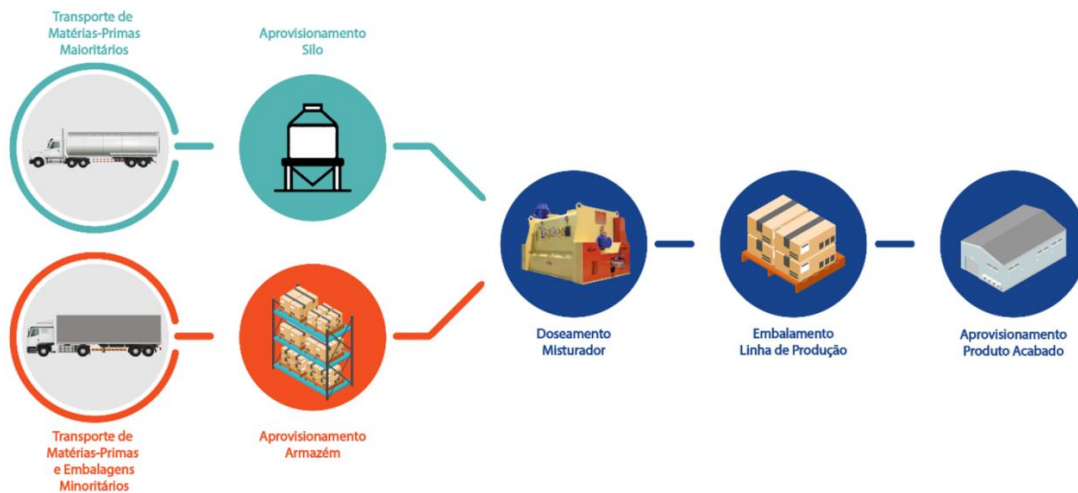 Transporte de
Matérias-Primas
Maioritários
Aprovisionamento
Silo
Doseamento
Misturador
Embalamento
Linha de Produção
Aprovisionamento
Produto Acabado
Transporte de
Matérias-Primas
e Embalagens
Minoritários
Aprovisionamento
Armazém